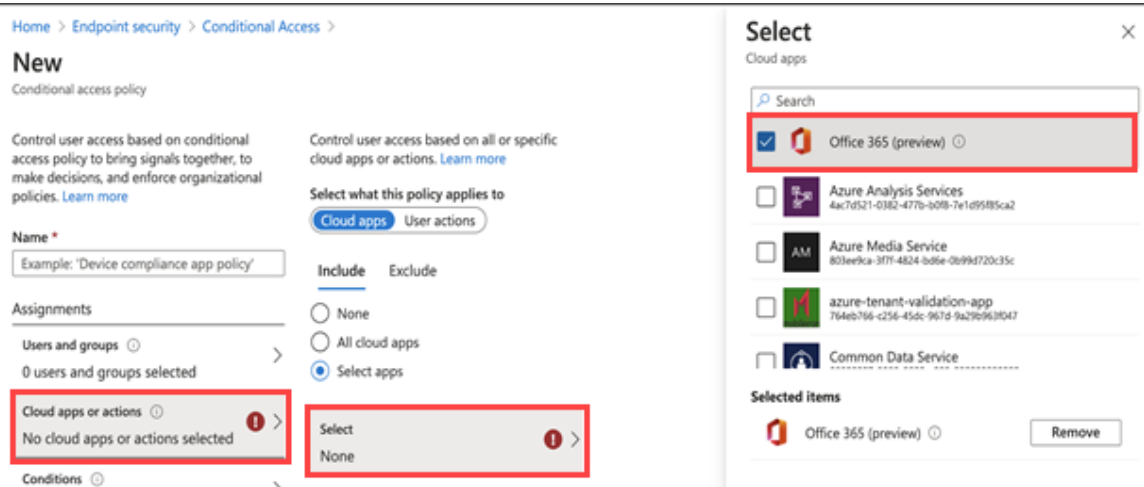 Home > Endpoint security > Conditional Access >
New
Conditional access policy
Control user access based on conditional
access policy to bring signals together, to
make decisions, and enforce organizational
policies. Learn more
Name *
Example: 'Device compliance app policy'
Assignments
Users and groups
0 users and groups selected
Cloud apps or actions
No cloud apps or actions selected
Conditions
Control user access based on all or specific
cloud apps or actions. Learn more
Select what this policy applies to
Cloud apps User actions
Include Exclude
None
All cloud apps
Select apps
Select
None
Select
Cloud apps
Search
Office 365 (preview)
Azure Analysis Services
4ac7d521-0382-477b-b0f8-7e1d95f85ca2
AM
Azure Media Service
803ee9ca-3f7f-4824-bd6e-0b99d720c35c
azure-tenant-validation-app
764eb766-c256-45dc-967d-9a29b963f047
Common Data Service
Selected items
Office 365 (preview)
Remove